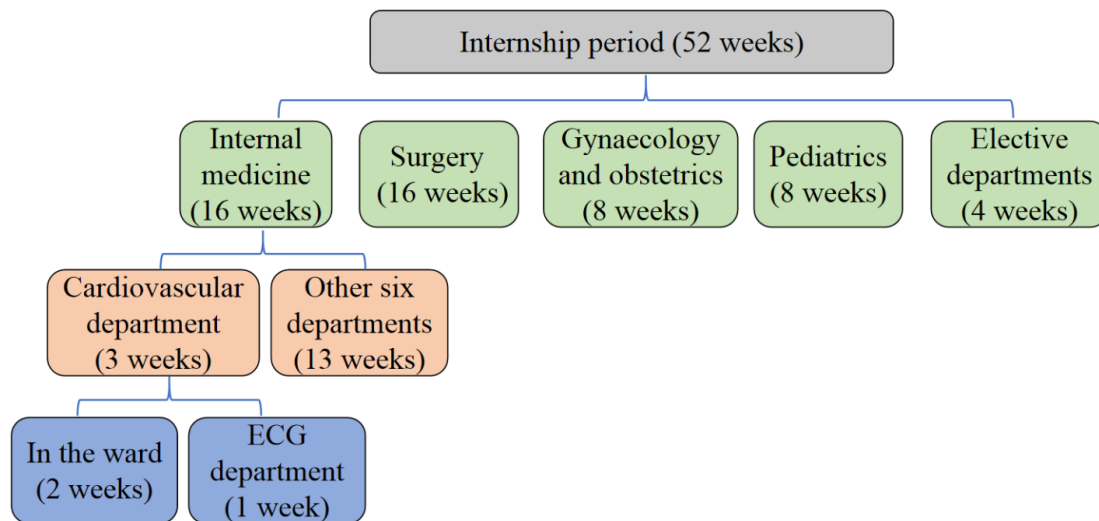 Internship period (52 weeks)
Internal
medicine
(16 weeks)
Surgery
(16 weeks)
Gynaecology
and obstetrics
(8 weeks)
Pediatrics
(8 weeks)
Elective
departments
(4 weeks)
Cardiovascular
department
(3 weeks)
Other six
departments
(13 weeks)
In the ward
(2 weeks)
ECG
department
(1 week)